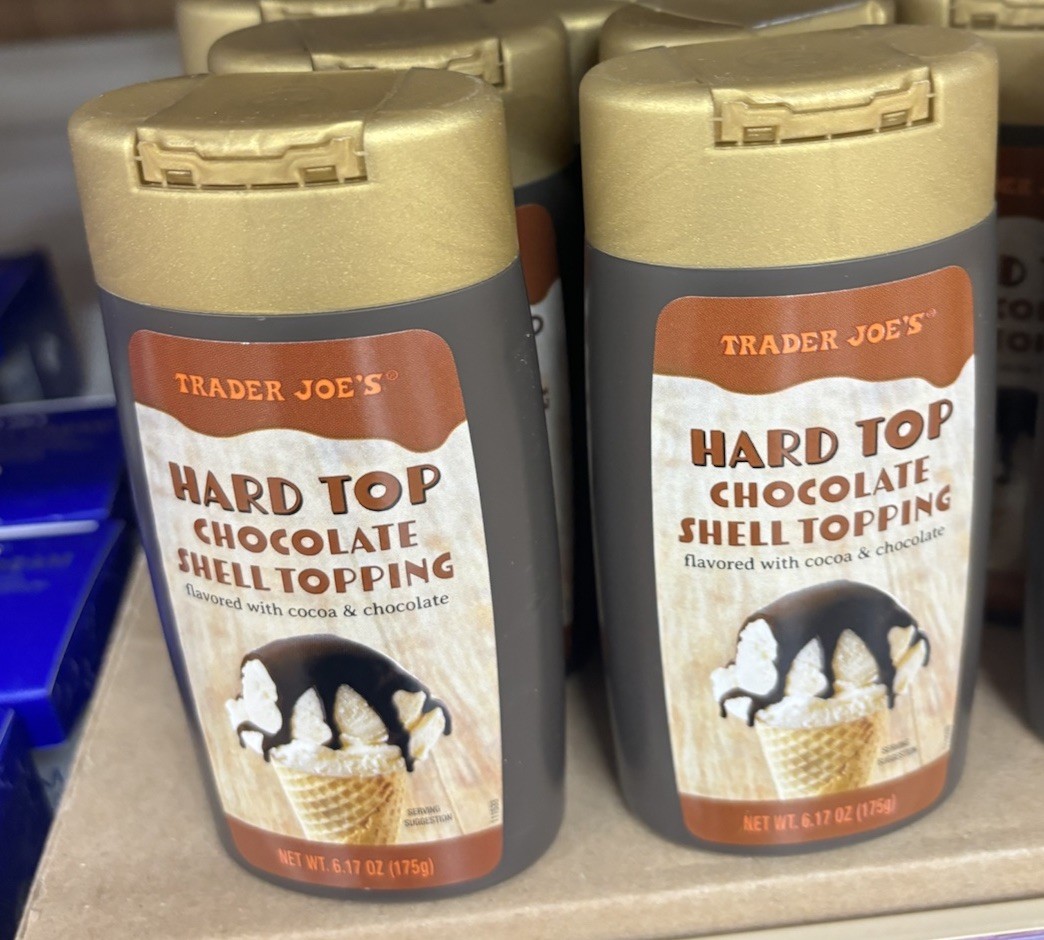 TRADER JOE'S
HARD TOP
CHOCOLATE
SHELL TOPPING
flavored with cocoa & chocolate
SERVING
SUGGESTION
NET WT. 6.17 OZ (175g)
TRADER JOE'S
HARD TOP
CHOCOLATE
SHELL TOPPING
flavored with cocoa & chocolate
SERVING
SUGGESTION
NET WT. 6.17 OZ (175g)